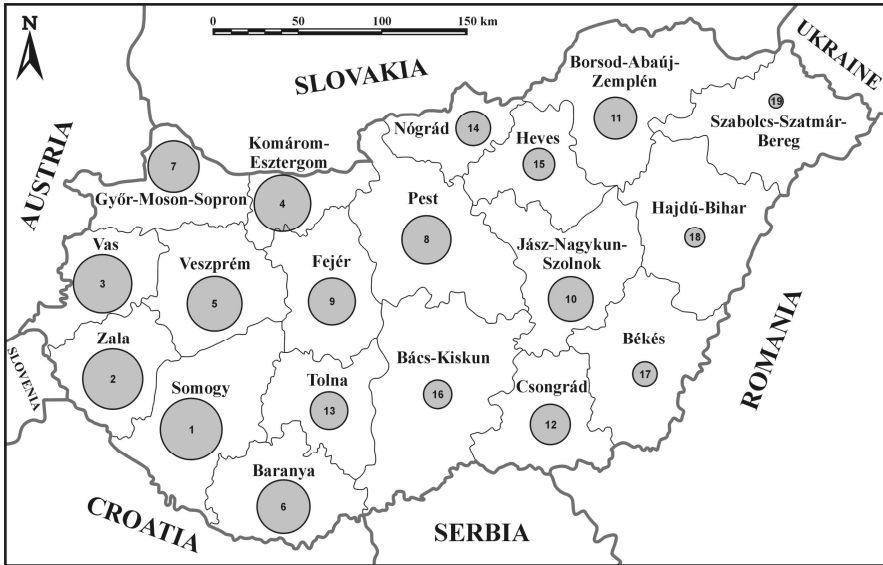 N
0 50 100 150 km
SLOVAKIA
UKRAINE
AUSTRIA
Borsod-Abaúj-
Zemplén
11
19
Szabolcs-Szatmár-
Bereg
Nógrád
14
Heves
15
Komárom-
Esztergom
4
7
Győr-Moson-Sopron
Pest
8
Hajdú-Bihar
18
Vas
3
Veszprém
5
Fejér
9
Jász-Nagykun-
Szolnok
10
SLOVENIA
Zala
2
Somogy
1
Tolna
13
Bács-Kiskun
16
Csongrád
12
Békés
17
ROMANIA
Baranya
6
CROATIA
SERBIA